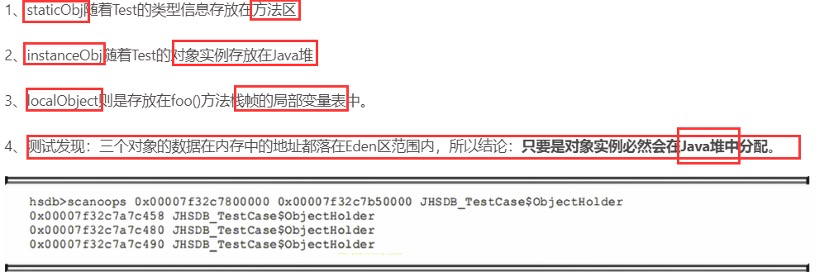 1、staticObj随着Test的类型信息存放在方法区
2、instanceObj随着Test的对象实例存放在Java堆
3、localObject则是存放在foo()方法栈帧的局部变量表中。
4、测试发现：三个对象的数据在内存中的地址都落在Eden区范围内，所以结论：只要是对象实例必然会在Java堆中分配。
hsdb>scanoops 0x00007f32c7800000 0x00007f32c7b50000 JHSDB_TestCase$ObjectHolder
0x00007f32c7a7c458 JHSDB_TestCase$ObjectHolder
0x00007f32c7a7c480 JHSDB_TestCase$ObjectHolder
0x00007f32c7a7c490 JHSDB_TestCase$ObjectHolder